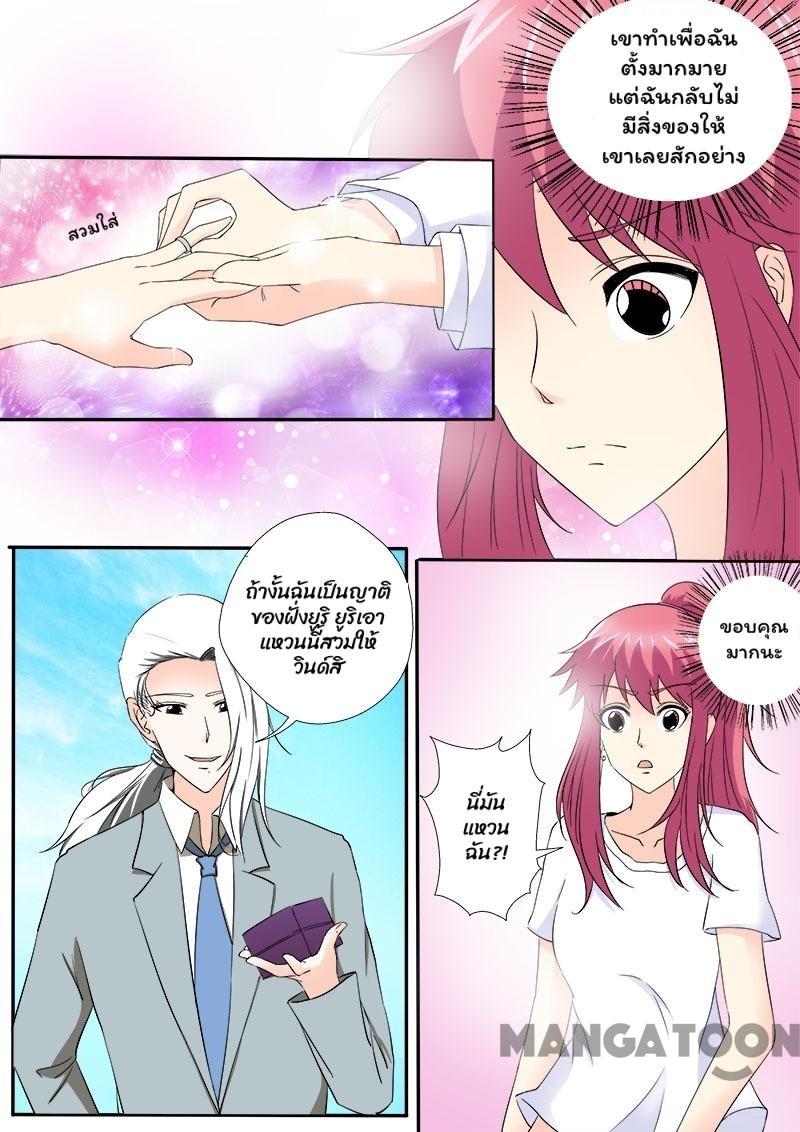 เขาทำเพื่อฉัน
ตั้งมากมาย
แต่ฉันกลับไม่
มีสิ่งของให้
เขาเลยสักอย่าง
สวมใส่
ถ้างั้นฉันเป็นญาติ
ของฝั่งยูริ ยูริเอา
แหวนนี้สวมให้
วินด์สิ
ขอบคุณ
มากนะ
นี่มัน
แหวน
ฉัน?!
MANGATOON